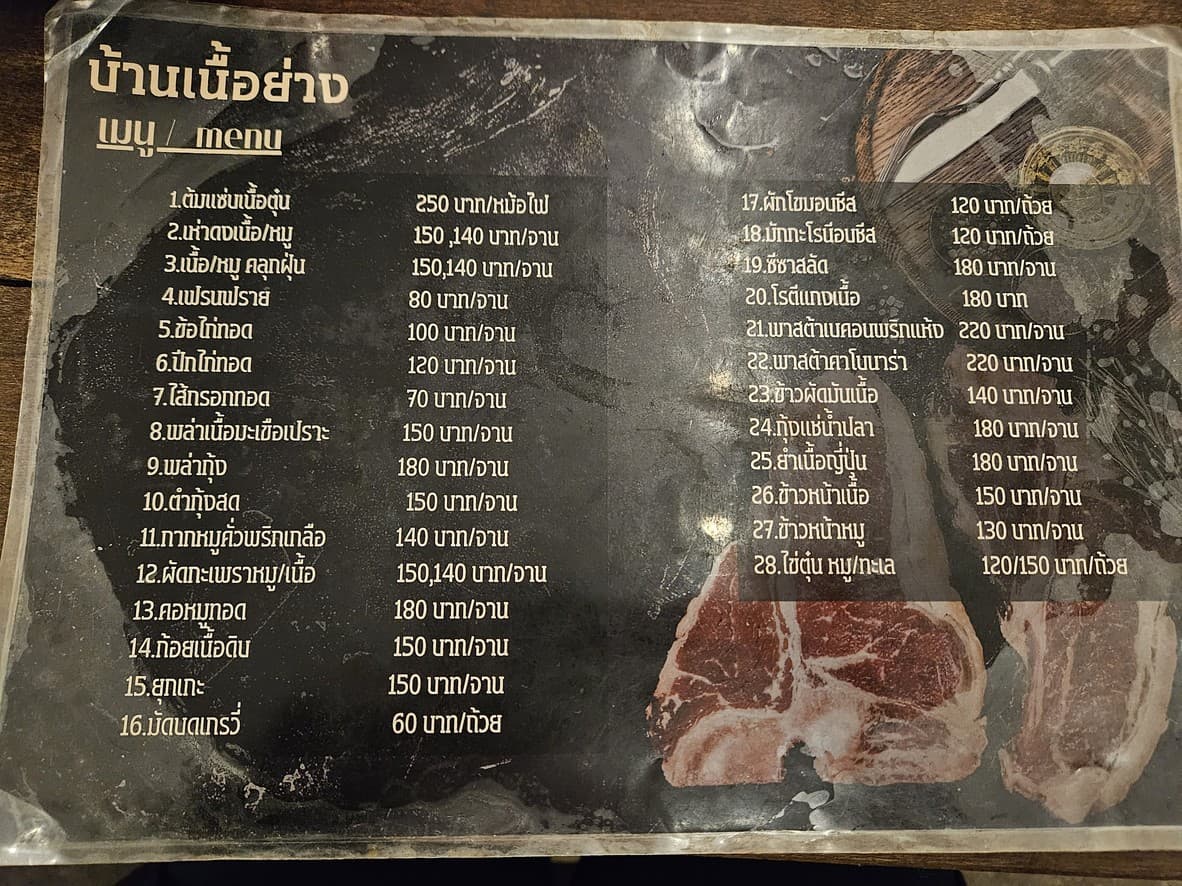 บ้านเนื้อย่าง
เมนู / menu
1.ต้มแซ่บเนื้อตุ๋น 250 บาท/หม้อไฟ
2.เห่าดงเนื้อ/หมู 150 ,140 บาท/จาน
3.เนื้อ/หมู คลุกฝุ่น 150,140 บาท/จาน
4.เฟรนฟราย 80 บาท/จาน
5.ข้อไก่ทอด 100 บาท/จาน
6.ปีกไก่ทอด 120 บาท/จาน
7.ไส้กรอกทอด 70 บาท/จาน
8.พล่าเนื้อมะเขือเปราะ 150 บาท/จาน
9.พล่ากุ้ง 180 บาท/จาน
10.ตำกุ้งสด 150 บาท/จาน
11.กากหมูคั่วพริกเกลือ 140 บาท/จาน
12.ผัดกะเพราหมู/เนื้อ 150,140 บาท/จาน
13.คอหมูทอด 180 บาท/จาน
14.ก้อยเนื้อดิบ 150 บาท/จาน
15.ยุกเกะ 150 บาท/จาน
16.มัดบดเกรวี่ 60 บาท/ถ้วย
17.ผักโขมอบชีส 120 บาท/ถ้วย
18.มักกะโรนีอบชีส 120 บาท/ถ้วย
19.ซีซาสลัด 180 บาท/จาน
20.โรตีแกงเนื้อ 180 บาท
21.พาสต้าเบคอนพริกแห้ง 220 บาท/จาน
22.พาสต้าคาโบนาร่า 220 บาท/จาน
23.ข้าวผัดมันเนื้อ 140 บาท/จาน
24.กุ้งแช่น้ำปลา 180 บาท/จาน
25.ยำเนื้อญี่ปุ่น 180 บาท/จาน
26.ข้าวหน้าเนื้อ 150 บาท/จาน
27.ข้าวหน้าหมู 130 บาท/จาน
28.ไข่ตุ๋น หมู/ทะเล 120/150 บาท/ถ้วย